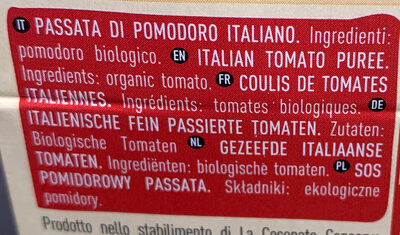 IT PASSATA DI POMODORO ITALIANO. Ingredienti:
pomodoro biologico. EN ITALIAN TOMATO PUREE.
Ingredients: organic tomato. FR COULIS DE TOMATES
ITALIENNES. Ingrédients: tomates biologiques. DE
ITALIENISCHE FEIN PASSIERTE TOMATEN. Zutaten:
Biologische Tomaten NL GEZEEFDE ITALIAANSE
TOMATEN. Ingrediënten: biologische tomaten. PL SOS
POMIDOROWY PASSATA. Składniki: ekologiczne
pomidory.
Prodotto nello stabilimento di La